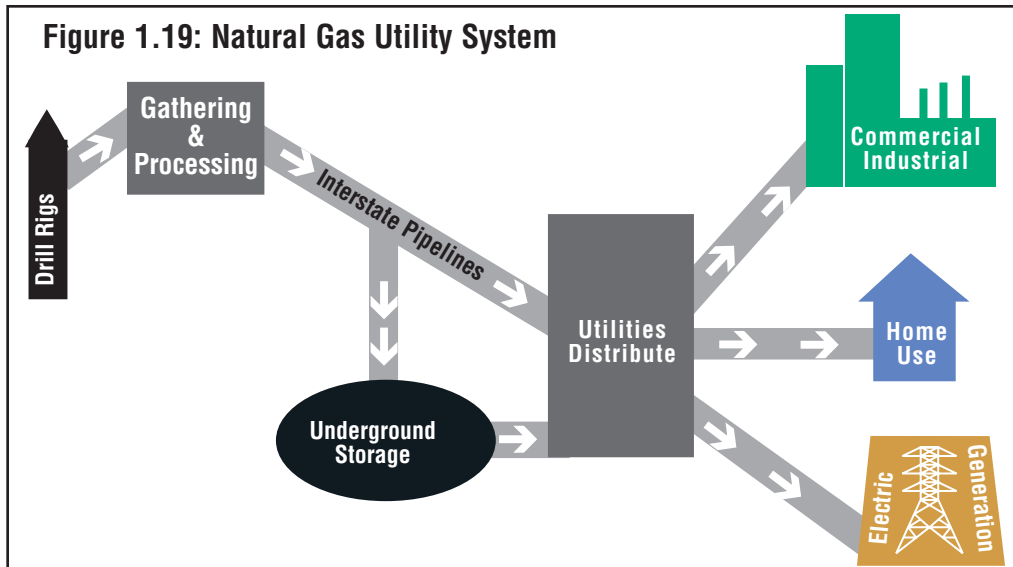 Figure 1.19: Natural Gas Utility System
Gathering
&
Processing
Drill Rigs
Interstate Pipelines
Commercial
Industrial
Utilities
Distribute
Home
Use
Underground
Storage
Electric
Generation